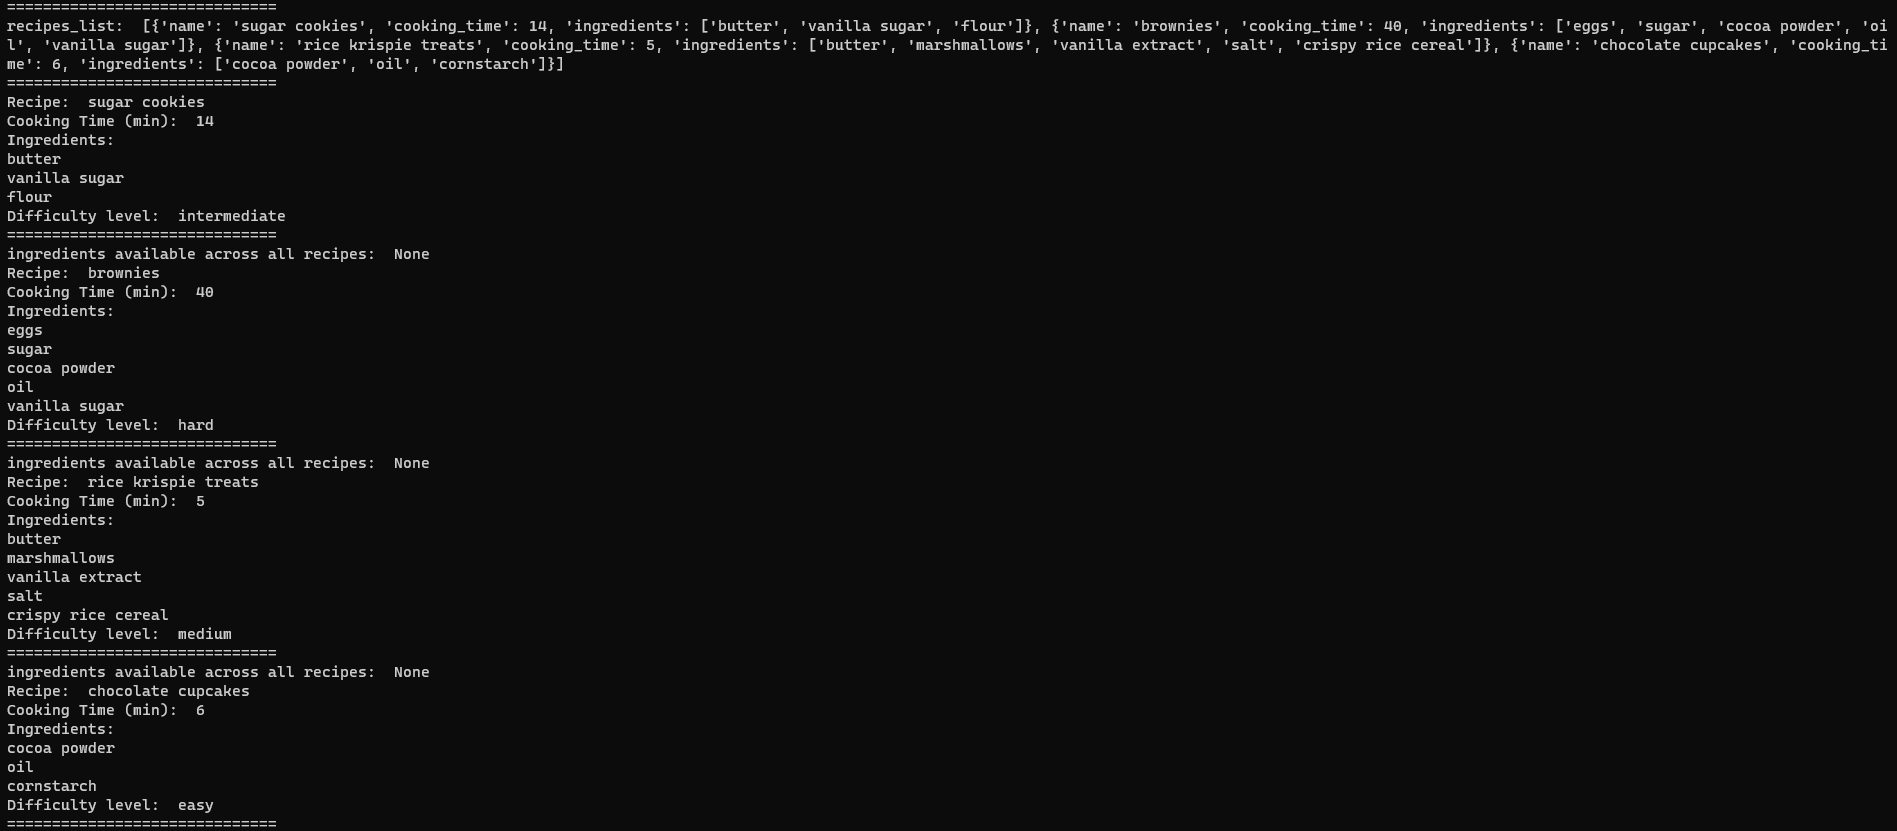 ==============================
recipes_list:  [{'name': 'sugar cookies', 'cooking_time': 14, 'ingredients': ['butter', 'vanilla sugar', 'flour']}, {'name': 'brownies', 'cooking_time': 40, 'ingredients': ['eggs', 'sugar', 'cocoa powder', 'oi
l', 'vanilla sugar']}, {'name': 'rice krispie treats', 'cooking_time': 5, 'ingredients': ['butter', 'marshmallows', 'vanilla extract', 'salt', 'crispy rice cereal']}, {'name': 'chocolate cupcakes', 'cooking_ti
me': 6, 'ingredients': ['cocoa powder', 'oil', 'cornstarch']}]
==============================
Recipe:  sugar cookies
Cooking Time (min):  14
Ingredients:
butter
vanilla sugar
flour
Difficulty level:  intermediate
==============================
ingredients available across all recipes:  None
Recipe:  brownies
Cooking Time (min):  40
Ingredients:
eggs
sugar
cocoa powder
oil
vanilla sugar
Difficulty level:  hard
==============================
ingredients available across all recipes:  None
Recipe:  rice krispie treats
Cooking Time (min):  5
Ingredients:
butter
marshmallows
vanilla extract
salt
crispy rice cereal
Difficulty level:  medium
==============================
ingredients available across all recipes:  None
Recipe:  chocolate cupcakes
Cooking Time (min):  6
Ingredients:
cocoa powder
oil
cornstarch
Difficulty level:  easy
==============================